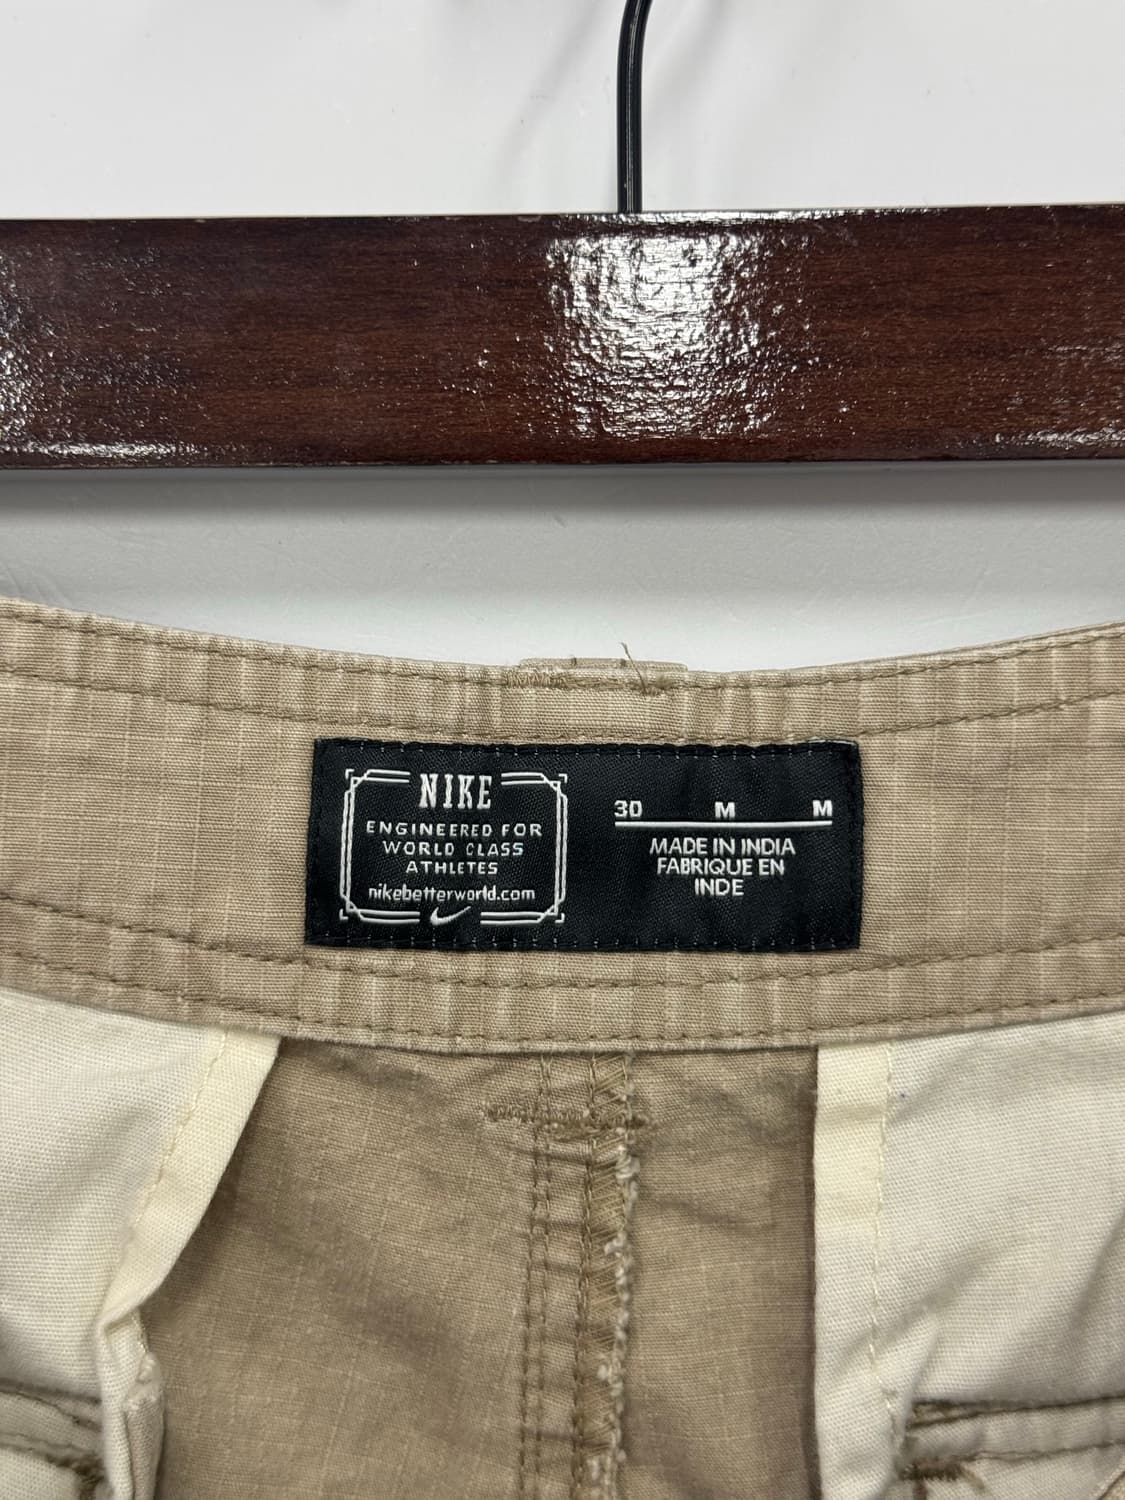 NIKE
ENGINEERED FOR
WORLD CLASS
ATHLETES
nikebetterworld.com
30 M M
MADE IN INDIA
FABRIQUE EN
INDE